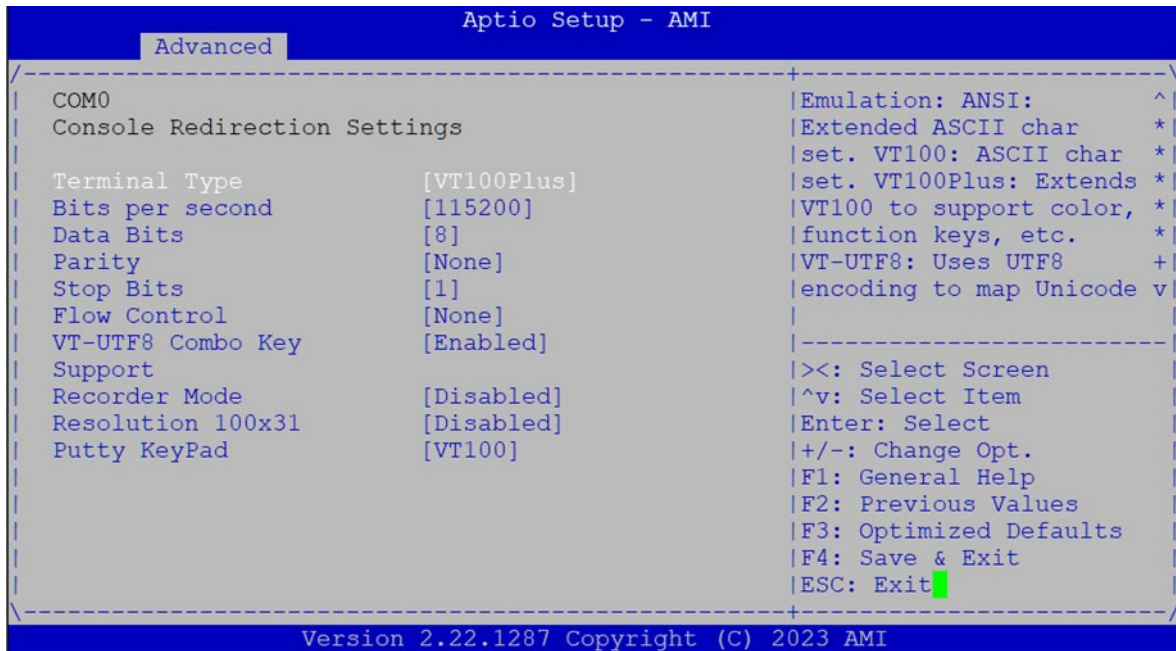 Aptio Setup - AMI
Advanced
COM0
Console Redirection Settings
Terminal Type [VT100Plus]
Bits per second [115200]
Data Bits [8]
Parity [None]
Stop Bits [1]
Flow Control [None]
VT-UTF8 Combo Key [Enabled]
Support
Recorder Mode [Disabled]
Resolution 100x31 [Disabled]
Putty KeyPad [VT100]
Emulation: ANSI: ^
Extended ASCII char *
set. VT100: ASCII char *
set. VT100Plus: Extends *
VT100 to support color, *
function keys, etc. *
VT-UTF8: Uses UTF8 +
encoding to map Unicode v
><: Select Screen
^v: Select Item
Enter: Select
+/-: Change Opt.
F1: General Help
F2: Previous Values
F3: Optimized Defaults
F4: Save & Exit
ESC: Exit
Version 2.22.1287 Copyright (C) 2023 AMI